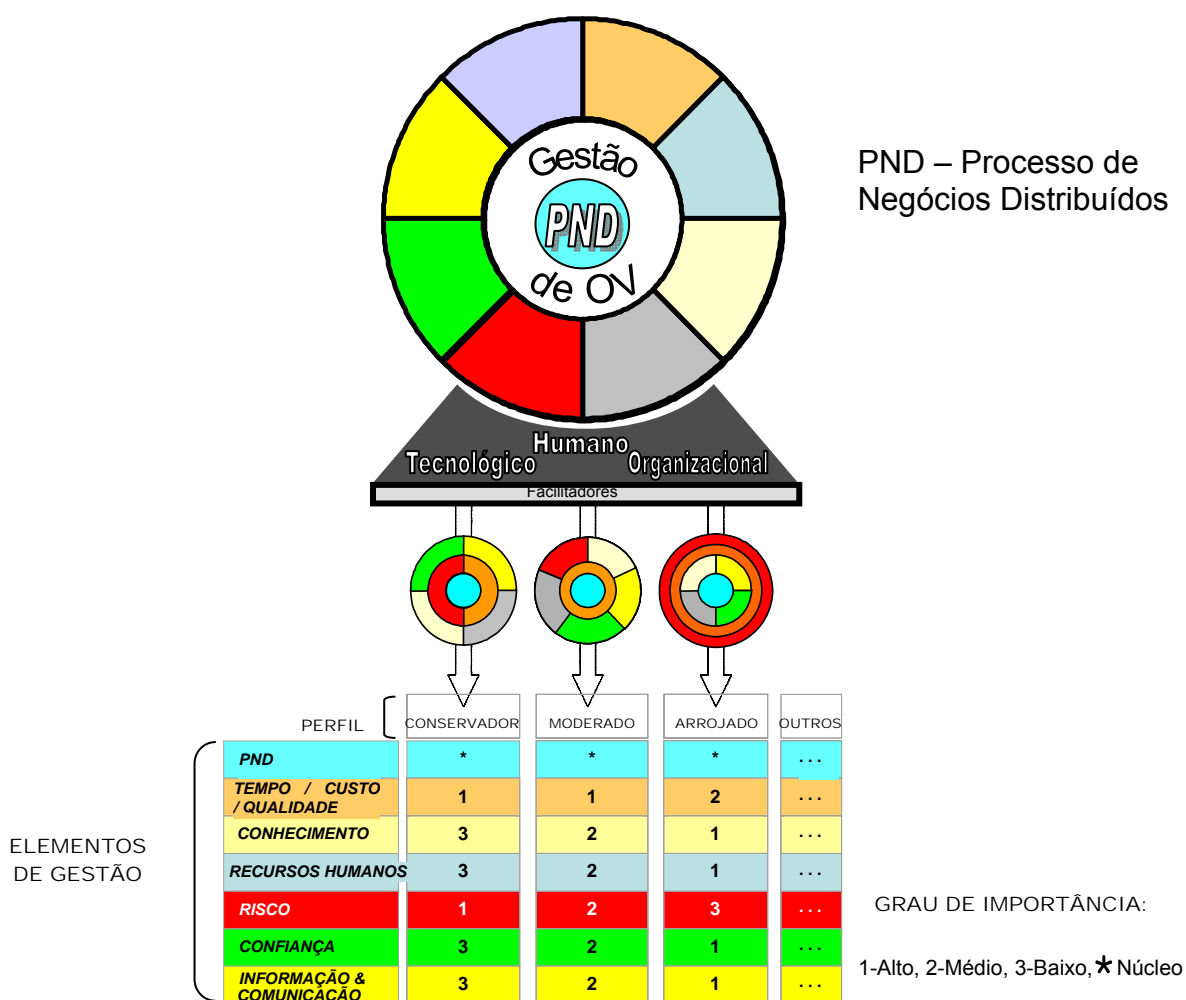 Gestão
PND
de OV
PND – Processo de
Negócios Distribuídos
Tecnológico Humano Organizacional
Facilitadores
PERFIL CONSERVADOR MODERADO ARROJADO OUTROS
PND * * * ...
TEMPO / CUSTO
/ QUALIDADE 1 1 2 ...
CONHECIMENTO 3 2 1 ...
RECURSOS HUMANOS 3 2 1 ...
RISCO 1 2 3 ...
CONFIANÇA 3 2 1 ...
INFORMAÇÃO &
COMUNICAÇÃO 3 2 1 ...
ELEMENTOS
DE GESTÃO
GRAU DE IMPORTÂNCIA:
1-Alto, 2-Médio, 3-Baixo, * Núcleo